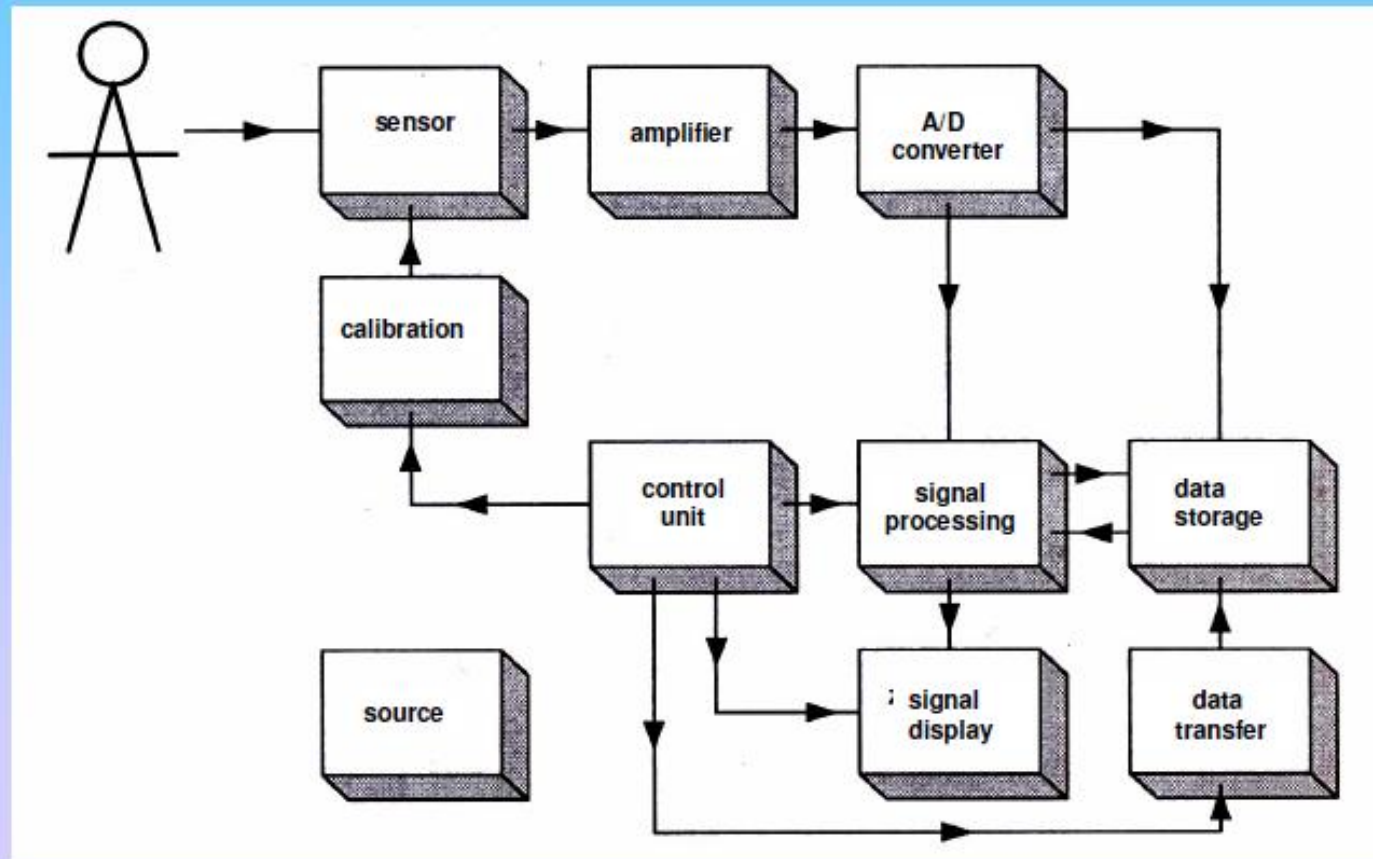 sensor
amplifier
A/D
converter
calibration
control
unit
signal
processing
data
storage
source
signal
display
data
transfer